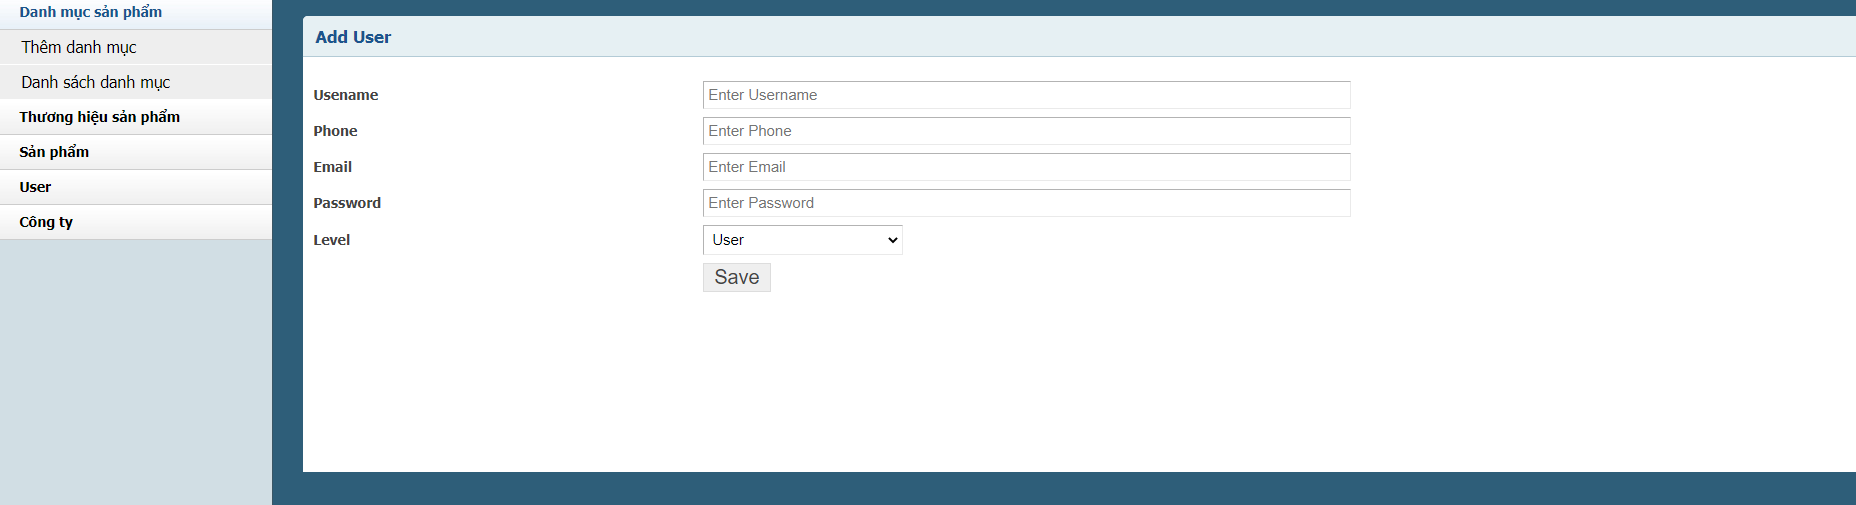 Danh mục sản phẩm
Thêm danh mục
Danh sách danh mục
Thương hiệu sản phẩm
Sản phẩm
User
Công ty
Add User
Usename
Enter Username
Phone
Enter Phone
Email
Enter Email
Password
Enter Password
Level
User
Save